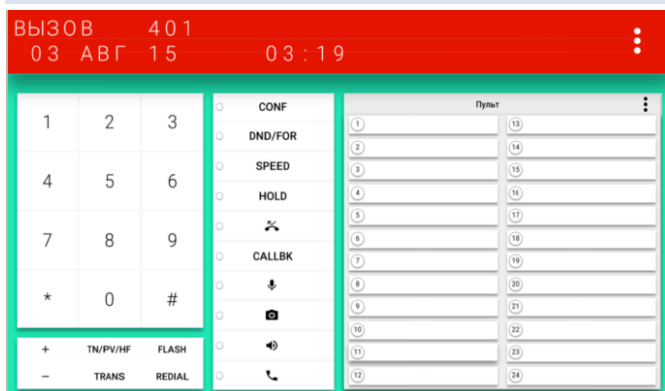 ВЫЗОВ 401
03 АВГ 15 03:19
1 2 3
4 5 6
7 8 9
* 0 #
+ TN/PV/HF FLASH
– TRANS REDIAL
CONF
DND/FOR
SPEED
HOLD
CALLBK
Пульт
1 13
2 14
3 15
4 16
5 17
6 18
7 19
8 20
9 21
10 22
11 23
12 24